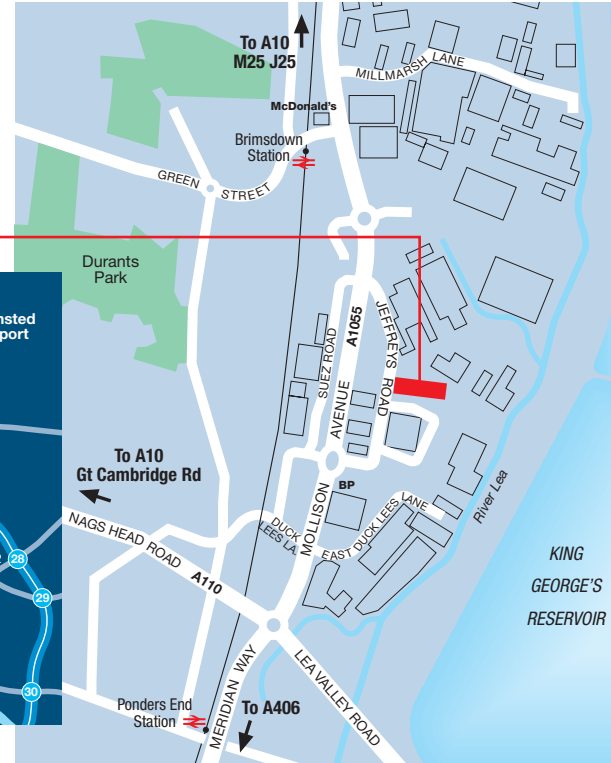 To A10
M25 J25
MILLMARSH LANE
McDonald's
Brimsdown
Station
GREEN STREET
Durants
Park
nsted
port
JEFFREYS ROAD
SUEZ ROAD
MOLLISON AVENUE A1055
To A10
Gt Cambridge Rd
BP
DUCK
LEES LA.
EAST DUCK LEES LANE
River Lea
NAGS HEAD ROAD
A110
28
29
30
KING
GEORGE'S
RESERVOIR
LEA VALLEY ROAD
MERIDIAN WAY
Ponders End
Station
To A406